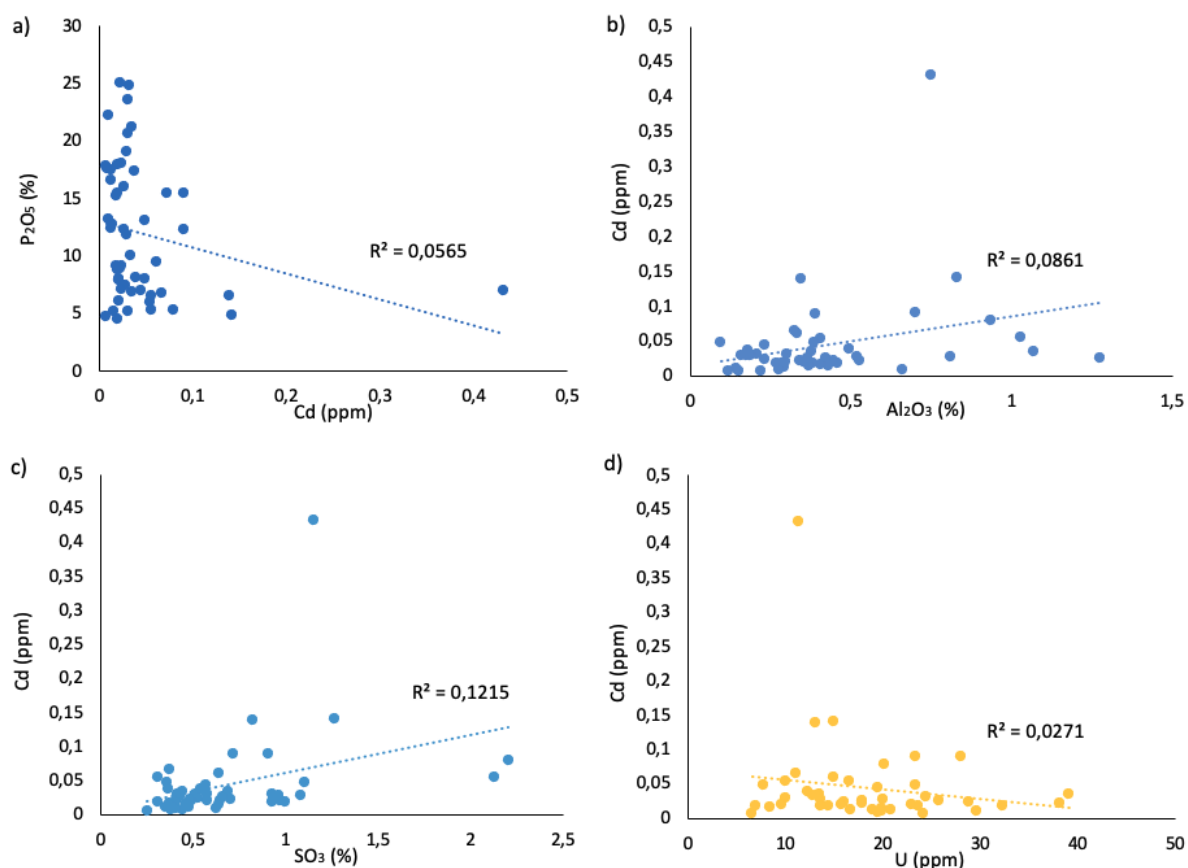 a)
30
25
20
15
10
5
0
P₂O₅ (%)
R² = 0,0565
0 0,1 0,2 0,3 0,4 0,5
Cd (ppm)
b)
0,5
0,45
0,4
0,35
0,3
0,25
0,2
0,15
0,1
0,05
0
Cd (ppm)
R² = 0,0861
0 0,5 1 1,5
Al₂O₃ (%)
c)
0,5
0,45
0,4
0,35
0,3
0,25
0,2
0,15
0,1
0,05
0
Cd (ppm)
R² = 0,1215
0 0,5 1 1,5 2 2,5
SO₃ (%)
d)
0,5
0,45
0,4
0,35
0,3
0,25
0,2
0,15
0,1
0,05
0
Cd (ppm)
R² = 0,0271
0 10 20 30 40 50
U (ppm)